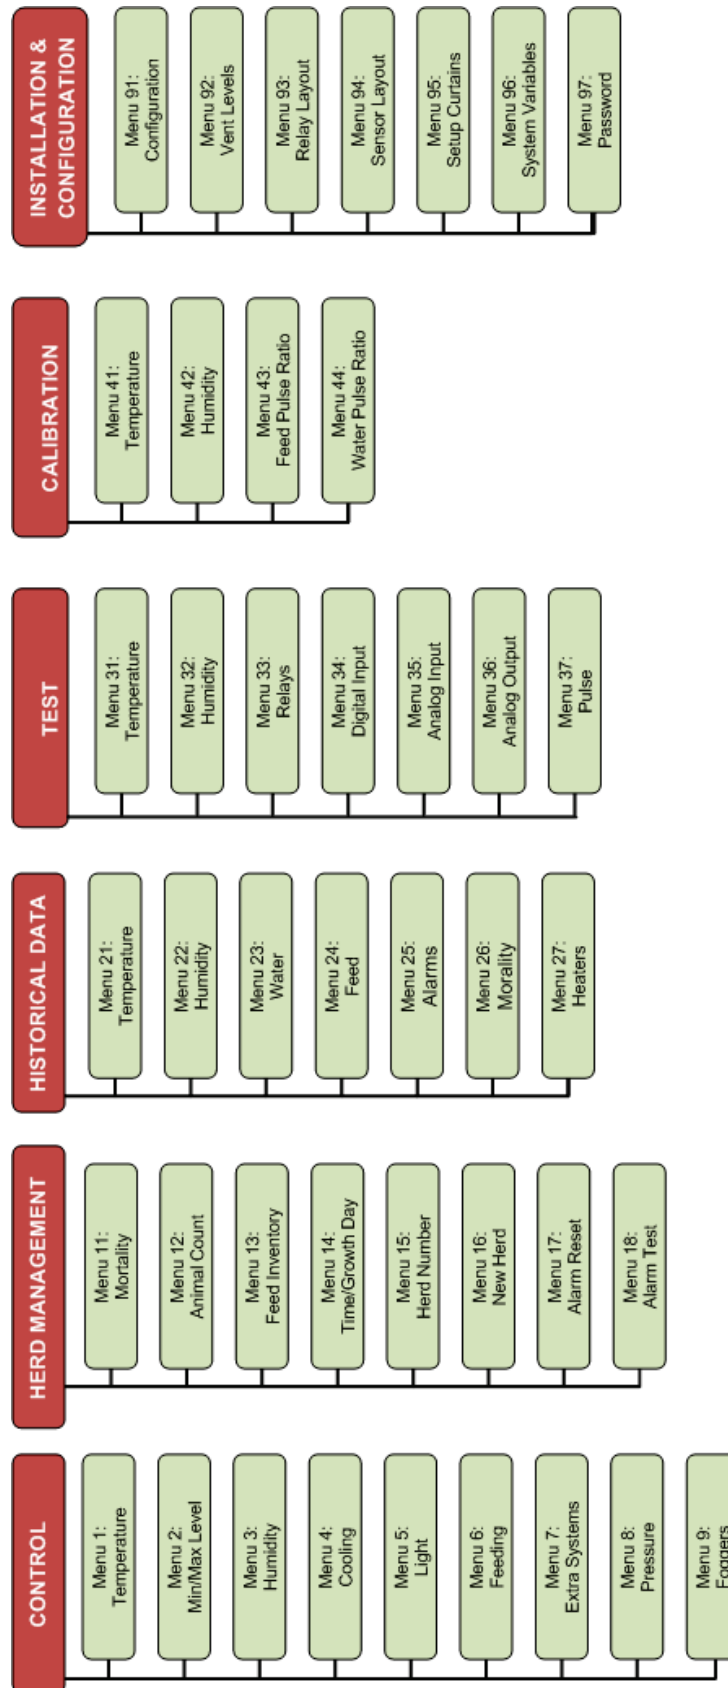 CONTROL
Menu 1:
Temperature
Menu 2:
Min/Max Level
Menu 3:
Humidity
Menu 4:
Cooling
Menu 5:
Light
Menu 6:
Feeding
Menu 7:
Extra Systems
Menu 8:
Pressure
Menu 9:
Foggers
HERD MANAGEMENT
Menu 11:
Mortality
Menu 12:
Animal Count
Menu 13:
Feed Inventory
Menu 14:
Time/Growth Day
Menu 15:
Herd Number
Menu 16:
New Herd
Menu 17:
Alarm Reset
Menu 18:
Alarm Test
HISTORICAL DATA
Menu 21:
Temperature
Menu 22:
Humidity
Menu 23:
Water
Menu 24:
Feed
Menu 25:
Alarms
Menu 26:
Morality
Menu 27:
Heaters
TEST
Menu 31:
Temperature
Menu 32:
Humidity
Menu 33:
Relays
Menu 34:
Digital Input
Menu 35:
Analog Input
Menu 36:
Analog Output
Menu 37:
Pulse
CALIBRATION
Menu 41:
Temperature
Menu 42:
Humidity
Menu 43:
Feed Pulse Ratio
Menu 44:
Water Pulse Ratio
INSTALLATION &
CONFIGURATION
Menu 91:
Configuration
Menu 92:
Vent Levels
Menu 93:
Relay Layout
Menu 94:
Sensor Layout
Menu 95:
Setup Curtains
Menu 96:
System Variables
Menu 97:
Password